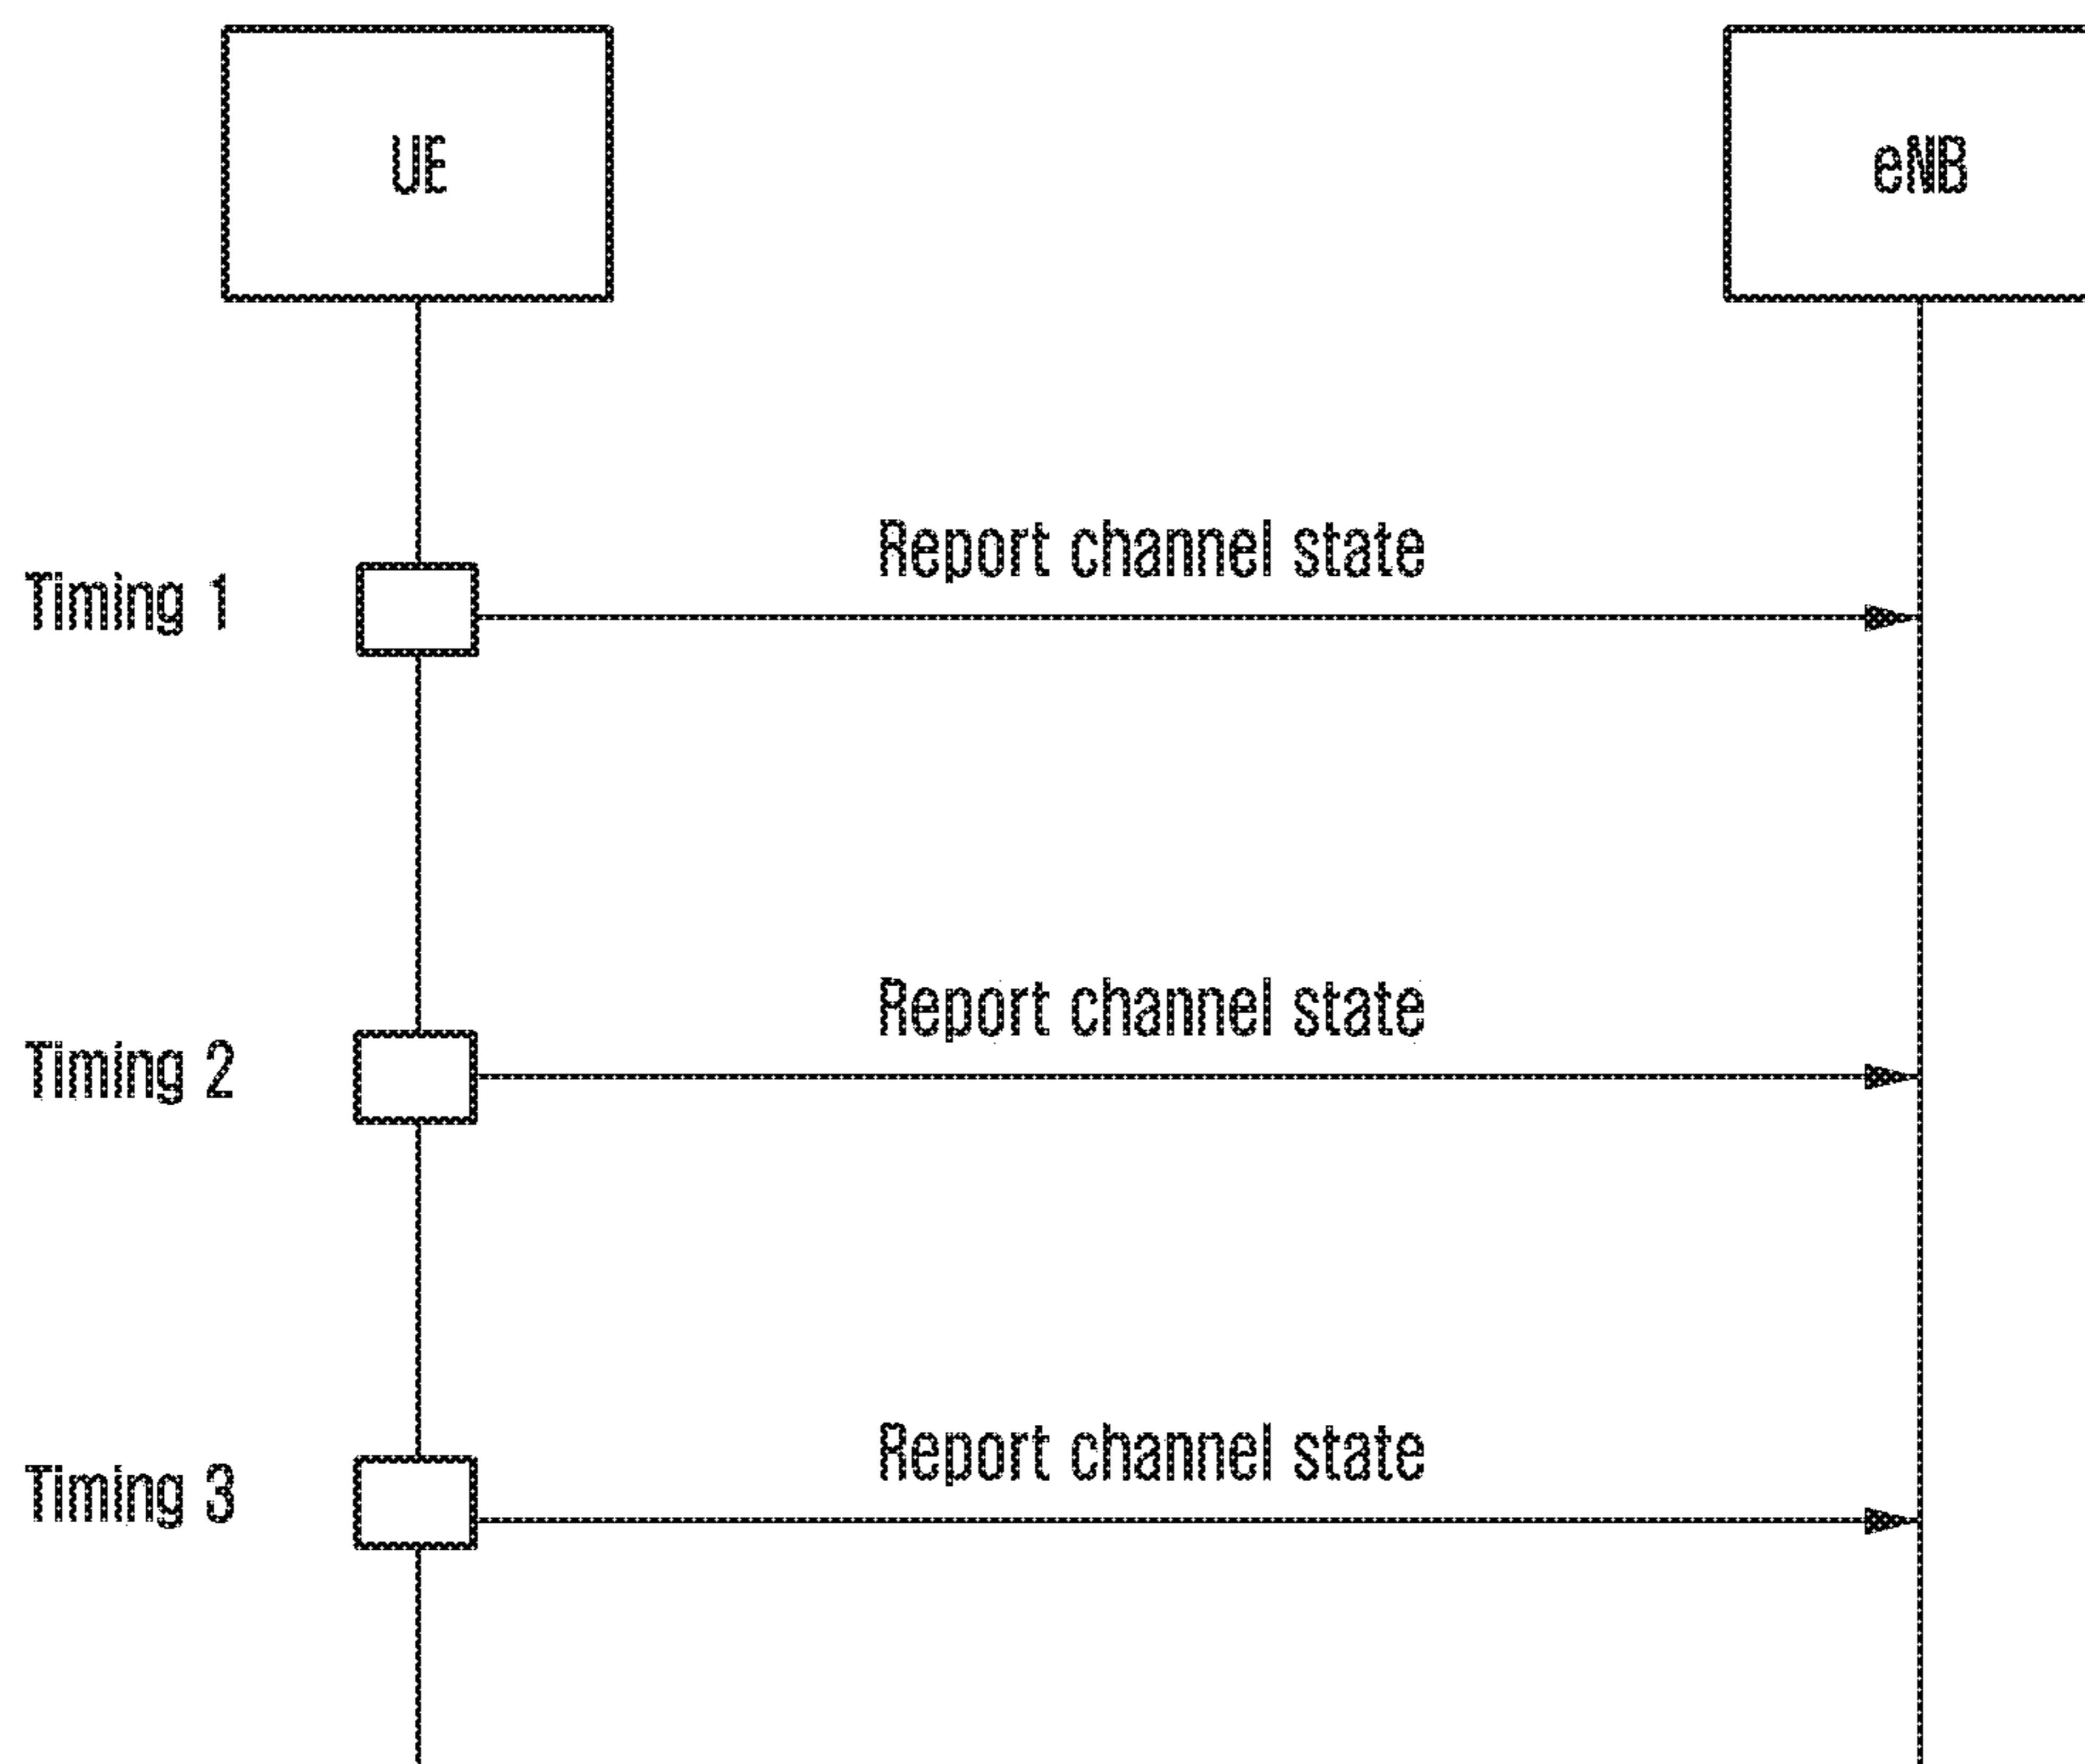 UE
eNB
Report channel state
Timing 1
Report channel state
Timing 2
Report channel state
Timing 3